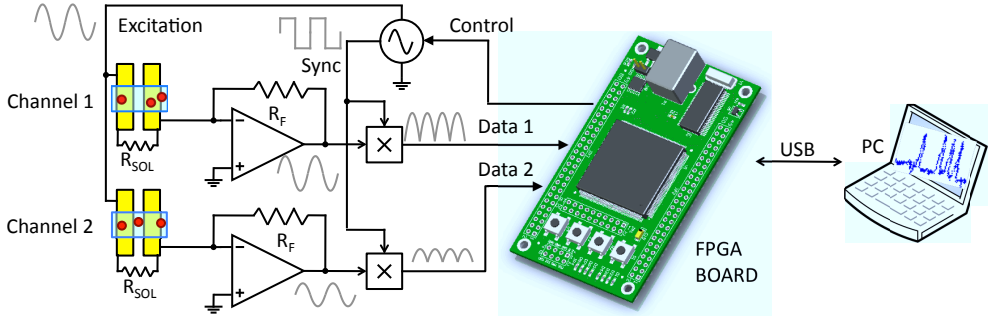 Excitation
Control
Sync
Channel 1
R_F
R_SOL
−
+
×
Data 1
Data 2
USB
PC
Channel 2
R_F
R_SOL
−
+
×
FPGA
BOARD